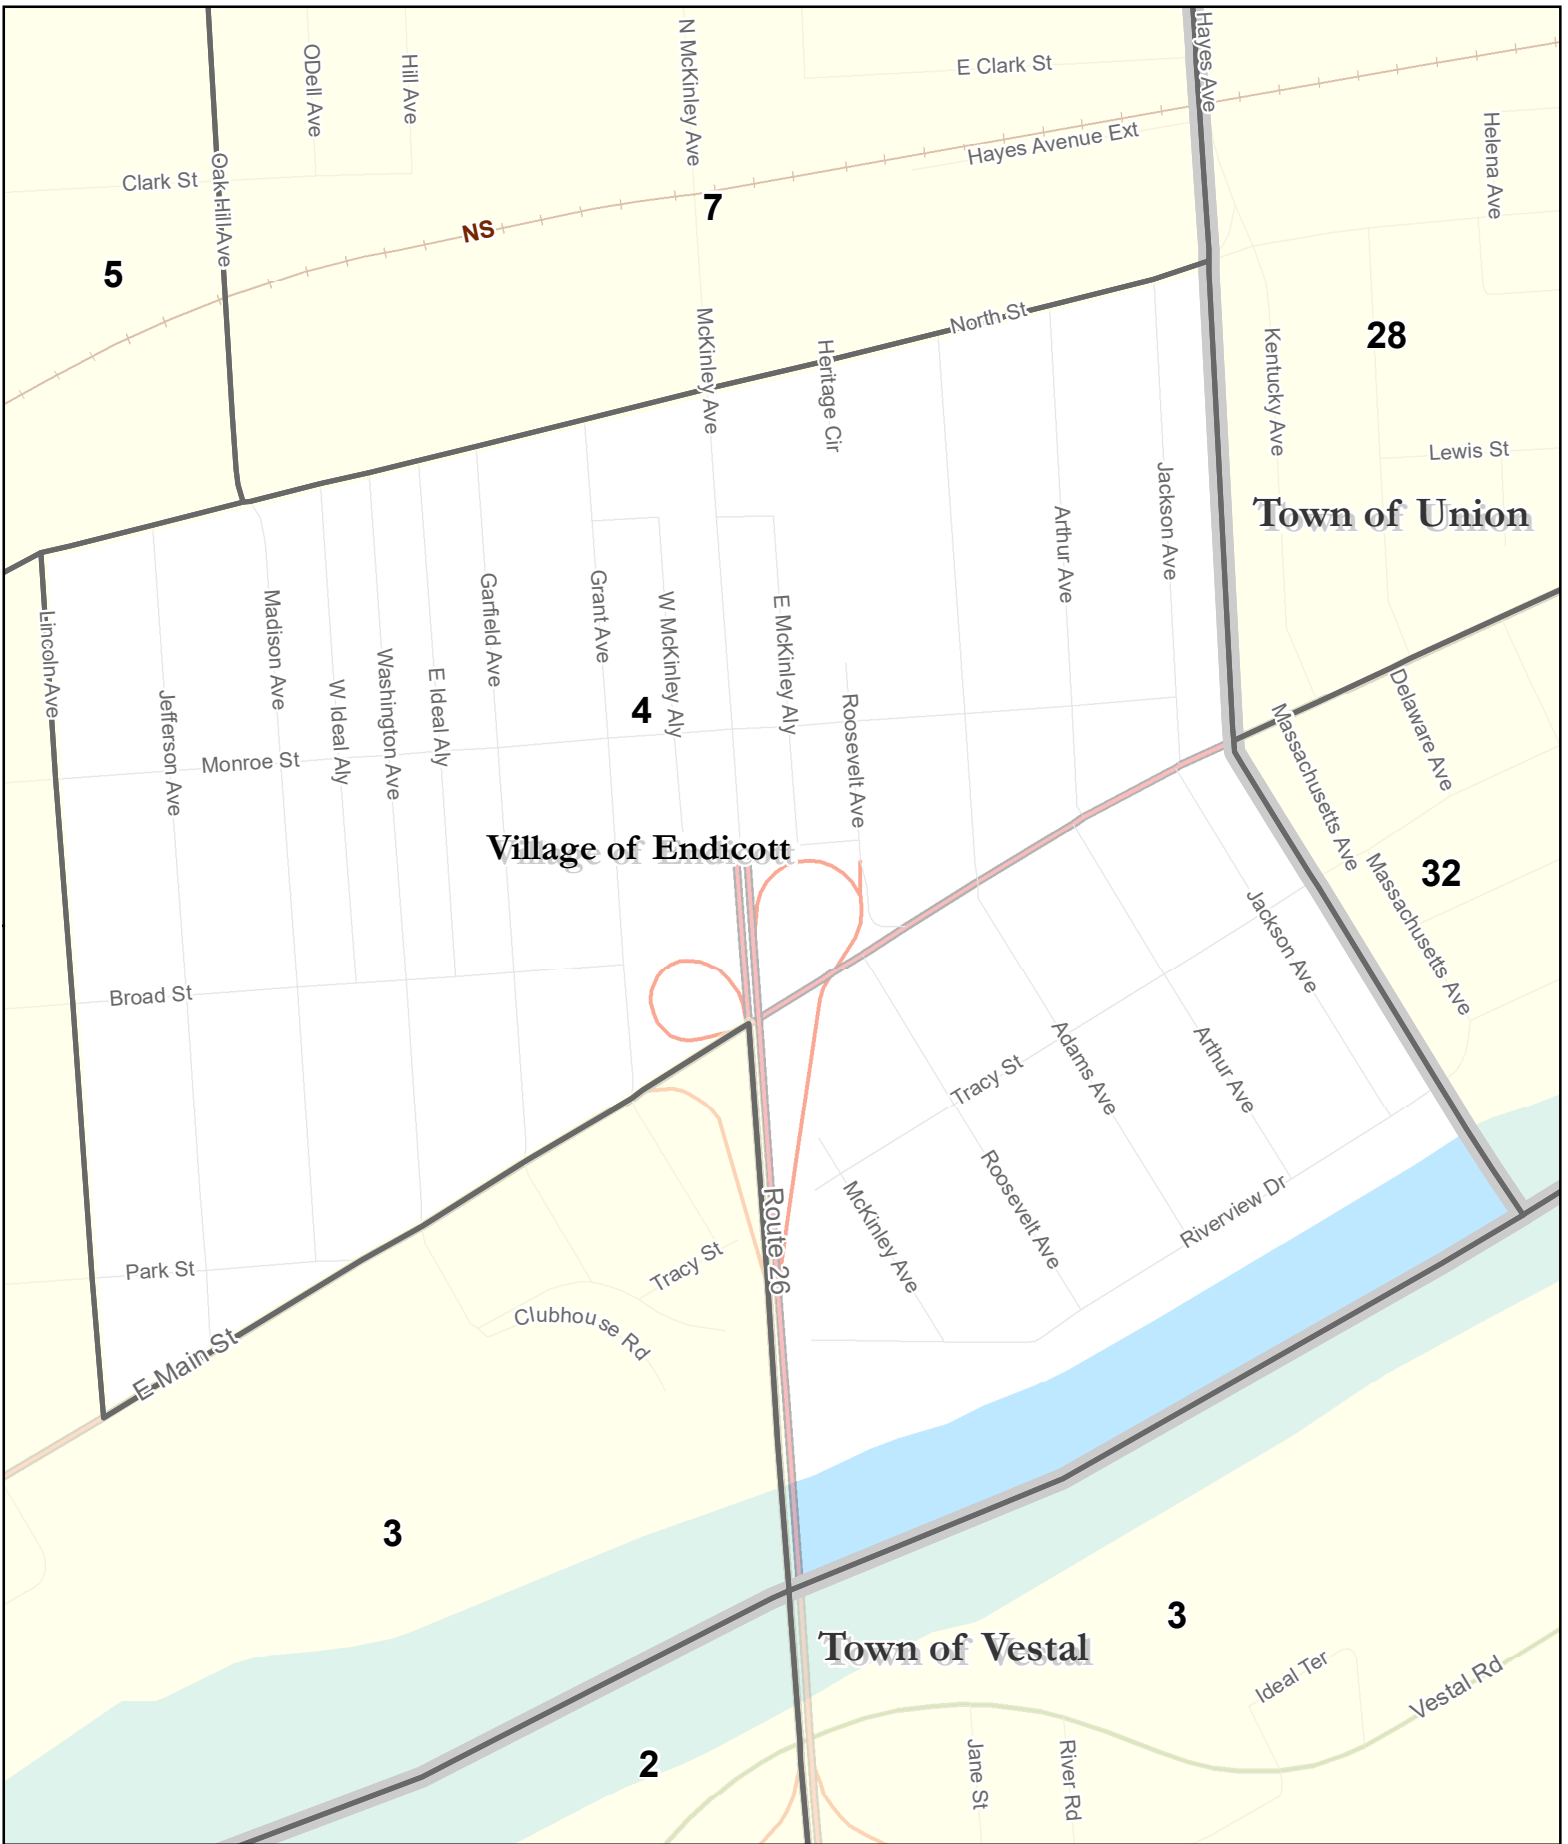 ODell Ave
Hill Ave
N McKinley Ave
E Clark St
Hayes Ave
Hayes Avenue Ext
Helena Ave
Clark St
Oak Hill Ave
7
NS
5
North St
McKinley Ave
Heritage Cir
28
Kentucky Ave
Lewis St
Town of Union
Jackson Ave
Arthur Ave
Lincoln Ave
Jefferson Ave
Madison Ave
W Ideal Aly
Washington Ave
E Ideal Aly
Garfield Ave
Grant Ave
W McKinley Aly
E McKinley Aly
Roosevelt Ave
4
Monroe St
Delaware Ave
Massachusetts Ave
Village of Endicott
32
Massachusetts Ave
Jackson Ave
Broad St
Tracy St
Adams Ave
Arthur Ave
Roosevelt Ave
McKinley Ave
Riverview Dr
Route 26
Park St
Tracy St
Clubhouse Rd
E Main St
3
3
Town of Vestal
Ideal Ter
Vestal Rd
2
Jane St
River Rd